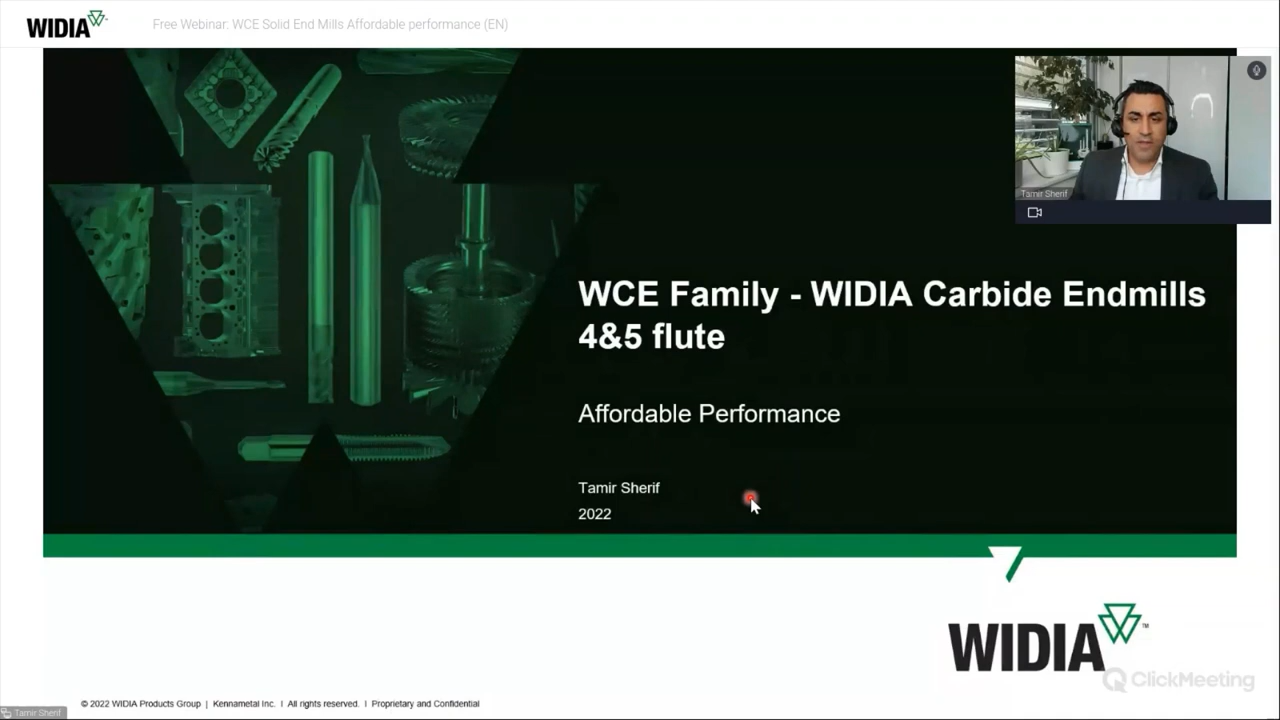 WIDIA
Free Webinar: WCE Solid End Mills Affordable performance (EN)
Tamir Sherif
WCE Family - WIDIA Carbide Endmills
4&5 flute
Affordable Performance
Tamir Sherif
2022
WIDIA™
ClickMeeting
© 2022 WIDIA Products Group | Kennametal Inc. I All rights reserved. I Proprietary and Confidential
Tamir Sherif